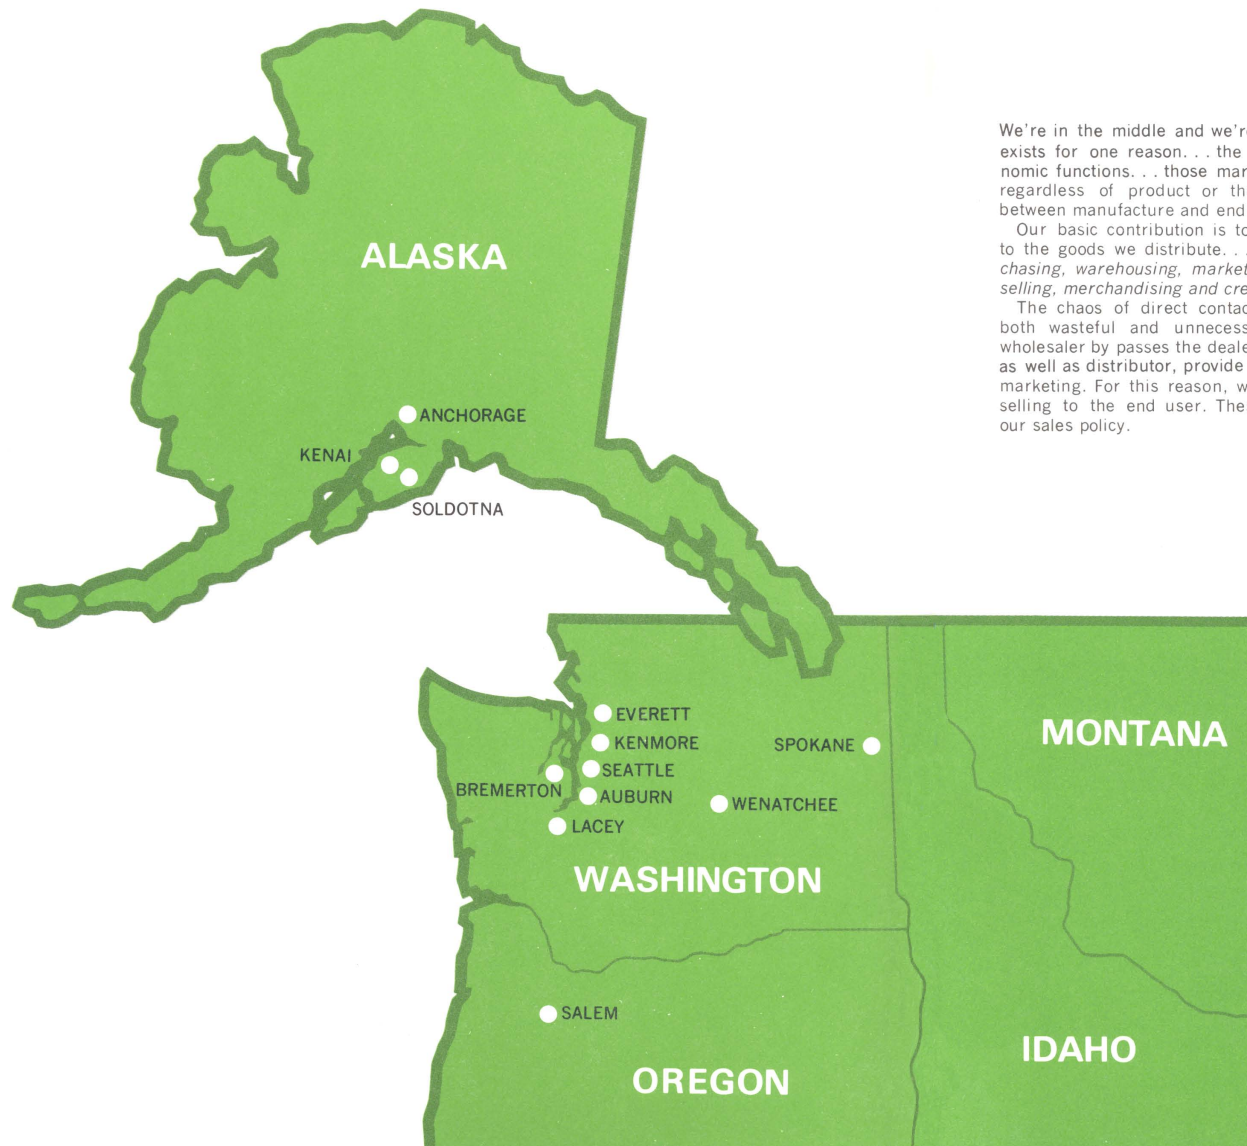 We're in the middle and we're
exists for one reason. . . the
nomic functions. . . those mar
regardless of product or th
between manufacture and end
Our basic contribution is to
to the goods we distribute. . .
chasing, warehousing, market
selling, merchandising and cre
The chaos of direct contac
both wasteful and unnecess
wholesaler by passes the deale
as well as distributor, provide
marketing. For this reason, w
selling to the end user. The
our sales policy.
ALASKA
ANCHORAGE
KENAI
SOLDOTNA
EVERETT
KENMORE
SPOKANE
MONTANA
SEATTLE
BREMERTON
AUBURN
WENATCHEE
LACEY
WASHINGTON
SALEM
IDAHO
OREGON